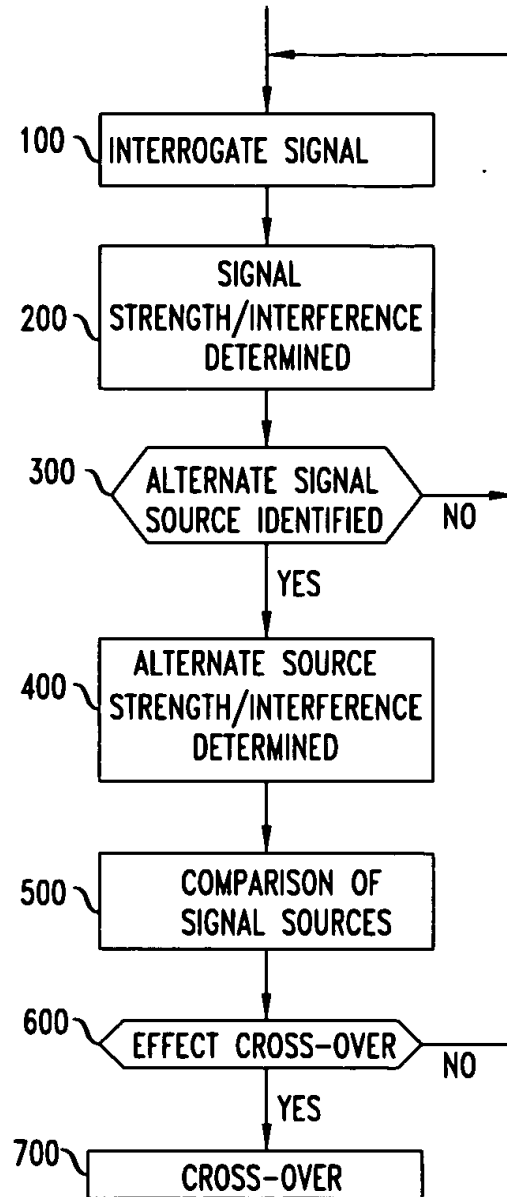 100 INTERROGATE SIGNAL
SIGNAL
200 STRENGTH/INTERFERENCE
DETERMINED
300 ALTERNATE SIGNAL
SOURCE IDENTIFIED
NO
YES
ALTERNATE SOURCE
400 STRENGTH/INTERFERENCE
DETERMINED
500 COMPARISON OF
SIGNAL SOURCES
600 EFFECT CROSS-OVER
NO
YES
700 CROSS-OVER